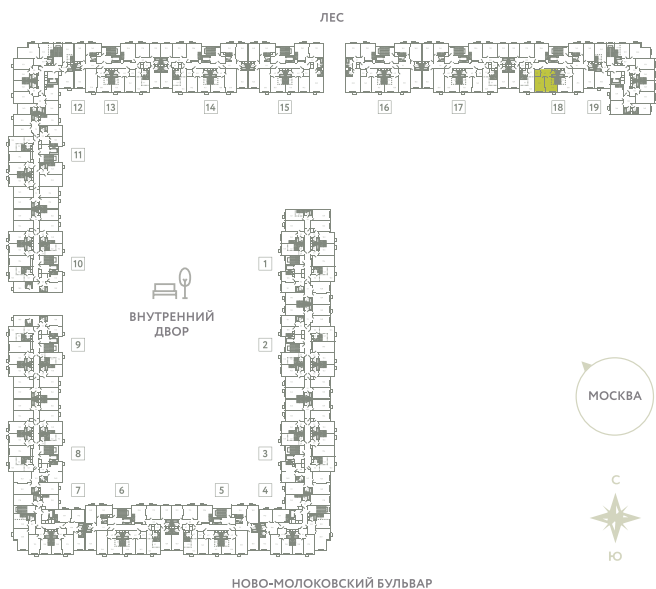 ЛЕС
12 13 14 15 16 17 18 19
11
10 1
ВНУТРЕННИЙ
ДВОР
9 2
МОСКВА
8 3
7 6 5 4
С
Ю
НОВО-МОЛОКОВСКИЙ БУЛЬВАР